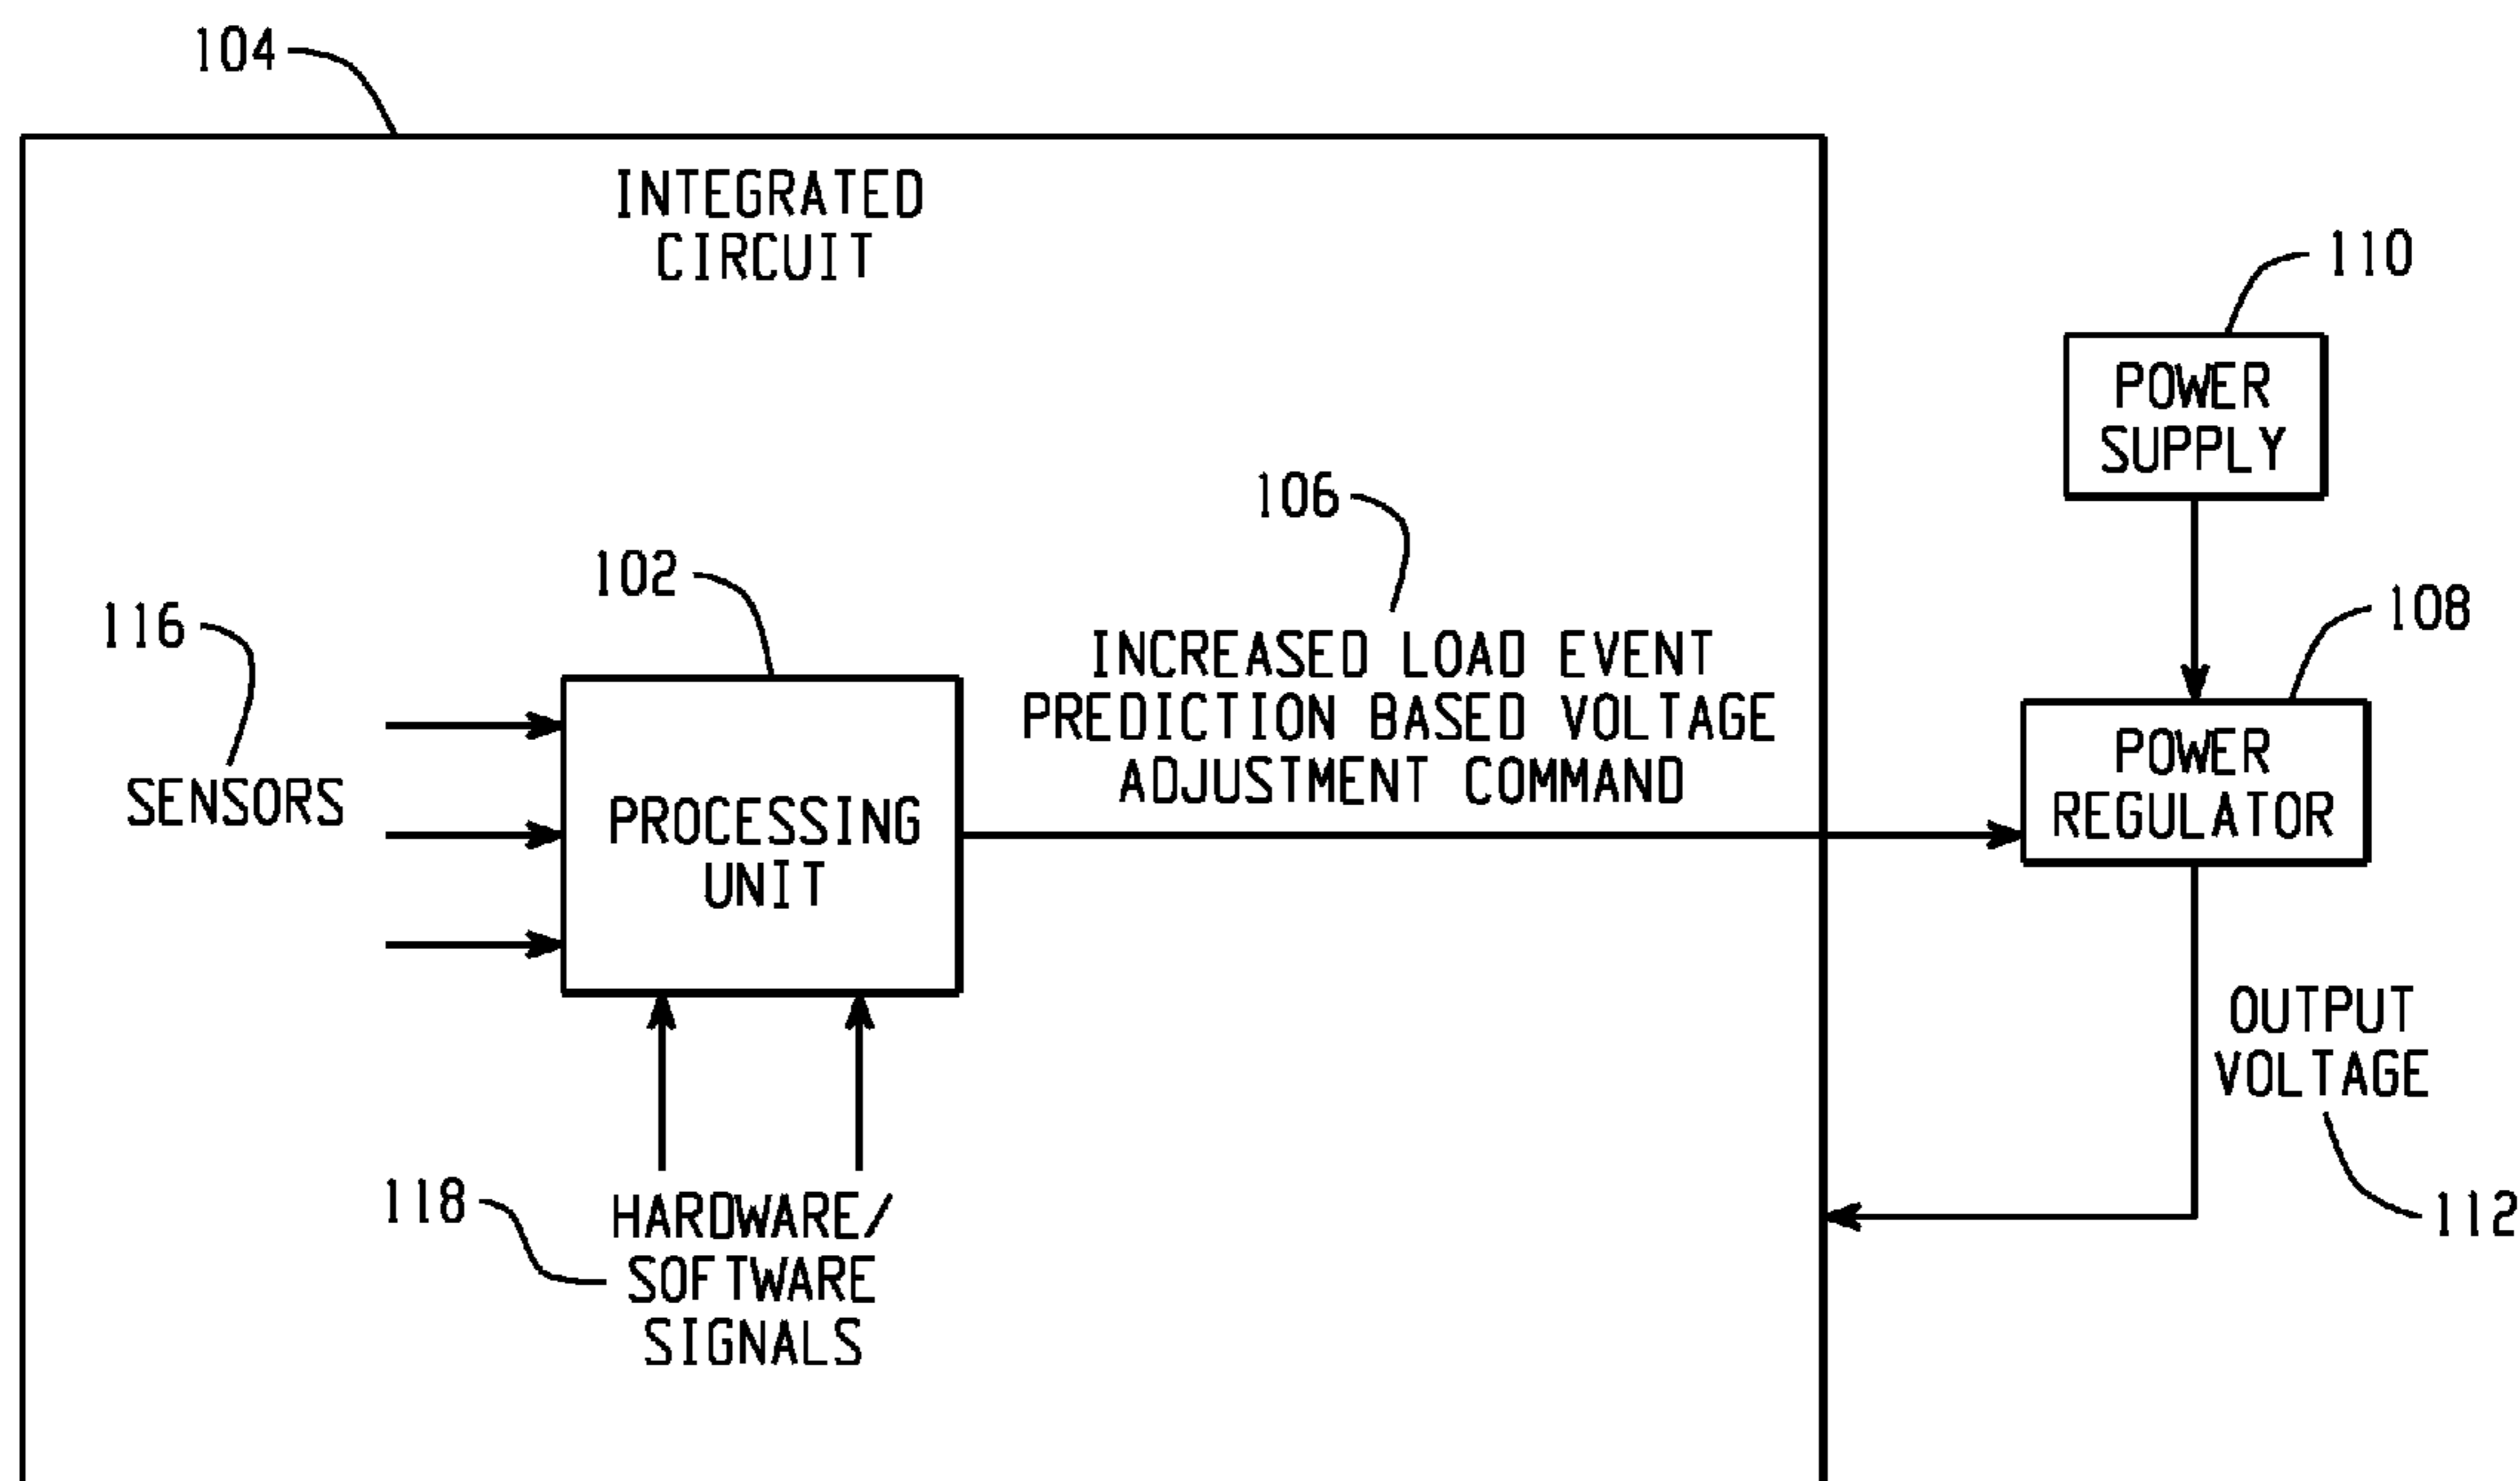 104
INTEGRATED
CIRCUIT
110
POWER
SUPPLY
106
102
108
116
INCREASED LOAD EVENT
PREDICTION BASED VOLTAGE
ADJUSTMENT COMMAND
POWER
REGULATOR
SENSORS
PROCESSING
UNIT
OUTPUT
VOLTAGE
112
118
HARDWARE/
SOFTWARE
SIGNALS